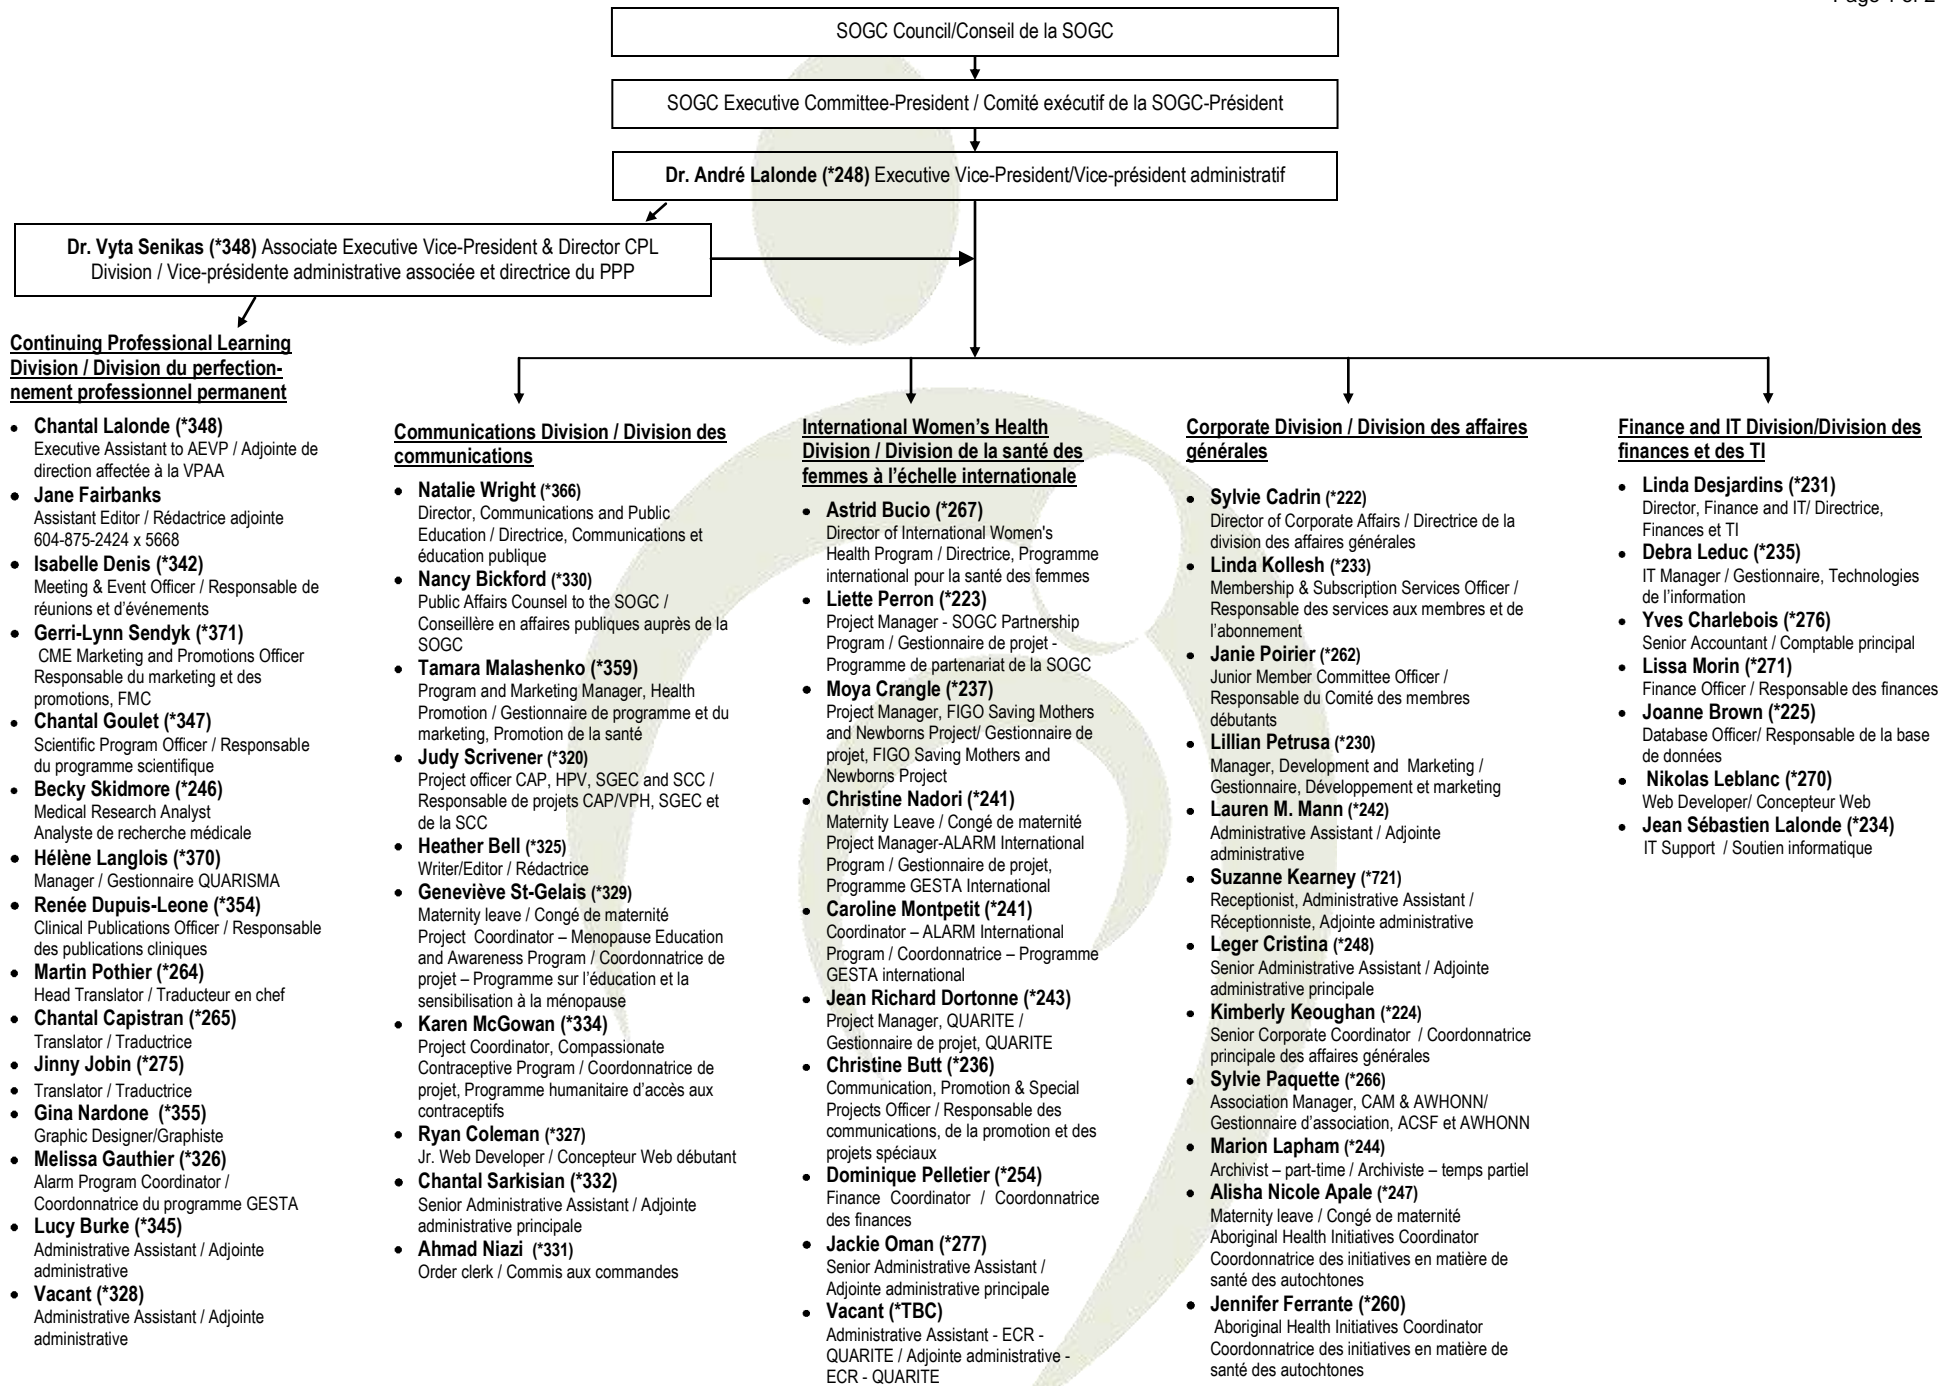 SOGC Council/Conseil de la SOGC
SOGC Executive Committee-President / Comité exécutif de la SOGC-Président
Dr. André Lalonde (*248) Executive Vice-President/Vice-président administratif
Dr. Vyta Senikas (*348) Associate Executive Vice-President & Director CPL
Division / Vice-présidente administrative associée et directrice du PPP
Continuing Professional Learning
Division / Division du perfection-
nement professionnel permanent
• Chantal Lalonde (*348)
Executive Assistant to AEVP / Adjointe de
direction affectée à la VPAA
• Jane Fairbanks
Assistant Editor / Rédactrice adjointe
604-875-2424 x 5668
• Isabelle Denis (*342)
Meeting & Event Officer / Responsable de
réunions et d'événements
• Gerri-Lynn Sendyk (*371)
CME Marketing and Promotions Officer
Responsable du marketing et des
promotions, FMC
• Chantal Goulet (*347)
Scientific Program Officer / Responsable
du programme scientifique
• Becky Skidmore (*246)
Medical Research Analyst
Analyste de recherche médicale
• Hélène Langlois (*370)
Manager / Gestionnaire QUARISMA
• Renée Dupuis-Leone (*354)
Clinical Publications Officer / Responsable
des publications cliniques
• Martin Pothier (*264)
Head Translator / Traducteur en chef
• Chantal Capistran (*265)
Translator / Traductrice
• Jinny Jobin (*275)
• Translator / Traductrice
• Gina Nardone (*355)
Graphic Designer/Graphiste
• Melissa Gauthier (*326)
Alarm Program Coordinator /
Coordonnatrice du programme GESTA
• Lucy Burke (*345)
Administrative Assistant / Adjointe
administrative
• Vacant (*328)
Administrative Assistant / Adjointe
administrative
Communications Division / Division des
communications
• Natalie Wright (*366)
Director, Communications and Public
Education / Directrice, Communications et
éducation publique
• Nancy Bickford (*330)
Public Affairs Counsel to the SOGC /
Conseillère en affaires publiques auprès de la
SOGC
• Tamara Malashenko (*359)
Program and Marketing Manager, Health
Promotion / Gestionnaire de programme et du
marketing, Promotion de la santé
• Judy Scrivener (*320)
Project officer CAP, HPV, SGEC and SCC /
Responsable de projets CAP/VPH, SGEC et
de la SCC
• Heather Bell (*325)
Writer/Editor / Rédactrice
• Geneviève St-Gelais (*329)
Maternity leave / Congé de maternité
Project Coordinator – Menopause Education
and Awareness Program / Coordonnatrice de
projet – Programme sur l'éducation et la
sensibilisation à la ménopause
• Karen McGowan (*334)
Project Coordinator, Compassionate
Contraceptive Program / Coordonnatrice de
projet, Programme humanitaire d'accès aux
contraceptifs
• Ryan Coleman (*327)
Jr. Web Developer / Concepteur Web débutant
• Chantal Sarkisian (*332)
Senior Administrative Assistant / Adjointe
administrative principale
• Ahmad Niazi (*331)
Order clerk / Commis aux commandes
International Women's Health
Division / Division de la santé des
femmes à l'échelle internationale
• Astrid Bucio (*267)
Director of International Women's
Health Program / Directrice, Programme
international pour la santé des femmes
• Liette Perron (*223)
Project Manager - SOGC Partnership
Program / Gestionnaire de projet -
Programme de partenariat de la SOGC
• Moya Crangle (*237)
Project Manager, FIGO Saving Mothers
and Newborns Project/ Gestionnaire de
projet, FIGO Saving Mothers and
Newborns Project
• Christine Nadori (*241)
Maternity Leave / Congé de maternité
Project Manager-ALARM International
Program / Gestionnaire de projet,
Programme GESTA International
• Caroline Montpetit (*241)
Coordinator – ALARM International
Program / Coordonnatrice – Programme
GESTA international
• Jean Richard Dortonne (*243)
Project Manager, QUARITE /
Gestionnaire de projet, QUARITE
• Christine Butt (*236)
Communication, Promotion & Special
Projects Officer / Responsable des
communications, de la promotion et des
projets spéciaux
• Dominique Pelletier (*254)
Finance Coordinator / Coordonnatrice
des finances
• Jackie Oman (*277)
Senior Administrative Assistant /
Adjointe administrative principale
• Vacant (*TBC)
Administrative Assistant - ECR -
QUARITE / Adjointe administrative -
ECR - QUARITE
Corporate Division / Division des affaires
générales
• Sylvie Cadrin (*222)
Director of Corporate Affairs / Directrice de la
division des affaires générales
• Linda Kollesh (*233)
Membership & Subscription Services Officer /
Responsable des services aux membres et de
l'abonnement
• Janie Poirier (*262)
Junior Member Committee Officer /
Responsable du Comité des membres
débutants
• Lillian Petrusa (*230)
Manager, Development and Marketing /
Gestionnaire, Développement et marketing
• Lauren M. Mann (*242)
Administrative Assistant / Adjointe
administrative
• Suzanne Kearney (*721)
Receptionist, Administrative Assistant /
Réceptionniste, Adjointe administrative
• Leger Cristina (*248)
Senior Administrative Assistant / Adjointe
administrative principale
• Kimberly Keoughan (*224)
Senior Corporate Coordinator / Coordonnatrice
principale des affaires générales
• Sylvie Paquette (*266)
Association Manager, CAM & AWHONN/
Gestionnaire d'association, ACSF et AWHONN
• Marion Lapham (*244)
Archivist – part-time / Archiviste – temps partiel
• Alisha Nicole Apale (*247)
Maternity leave / Congé de maternité
Aboriginal Health Initiatives Coordinator
Coordonnatrice des initiatives en matière de
santé des autochtones
• Jennifer Ferrante (*260)
Aboriginal Health Initiatives Coordinator
Coordonnatrice des initiatives en matière de
santé des autochtones
Finance and IT Division/Division des
finances et des TI
• Linda Desjardins (*231)
Director, Finance and IT/ Directrice,
Finances et TI
• Debra Leduc (*235)
IT Manager / Gestionnaire, Technologies
de l'information
• Yves Charlebois (*276)
Senior Accountant / Comptable principal
• Lissa Morin (*271)
Finance Officer / Responsable des finances
• Joanne Brown (*225)
Database Officer/ Responsable de la base
de données
• Nikolas Leblanc (*270)
Web Developer/ Concepteur Web
• Jean Sébastien Lalonde (*234)
IT Support / Soutien informatique